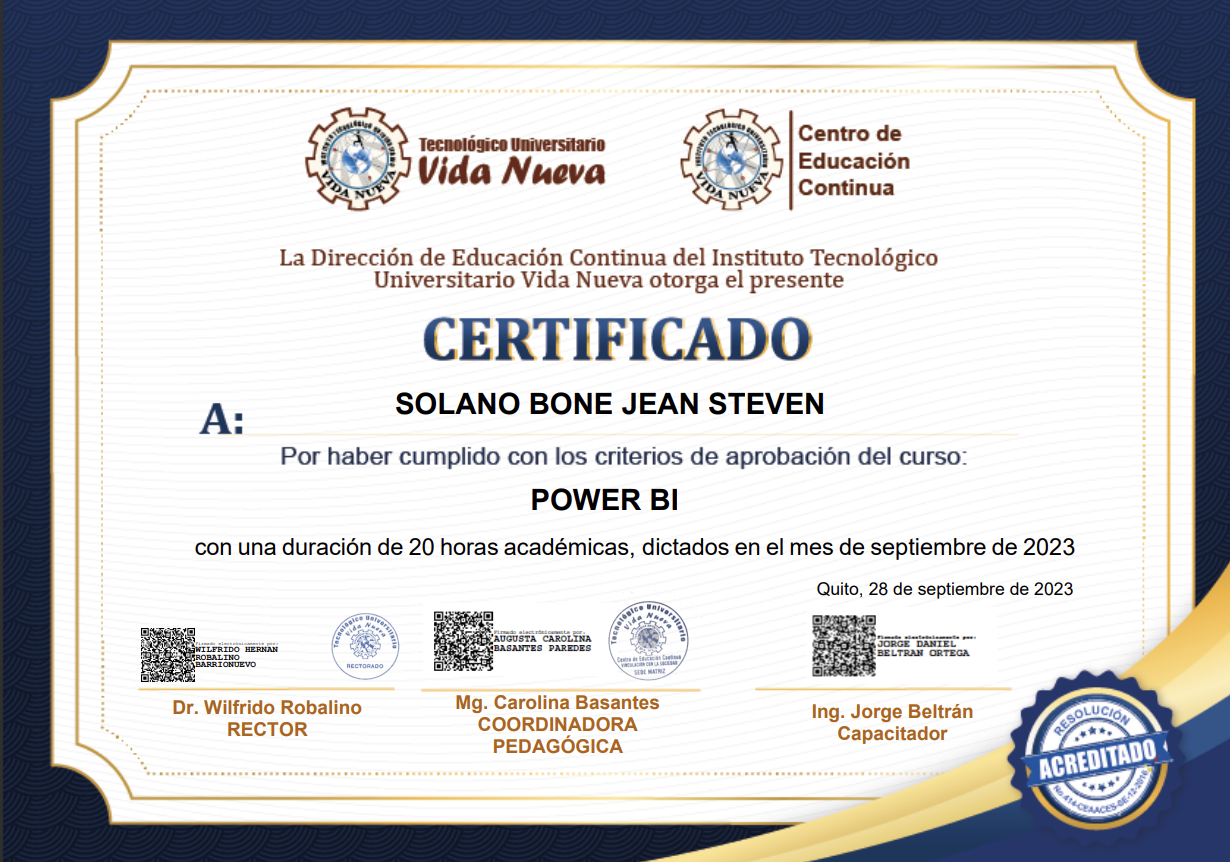 Tecnológico Universitario
Vida Nueva
VIDA NUEVA
Centro de
Educación
Continua
VIDA NUEVA
La Dirección de Educación Continua del Instituto Tecnológico
Universitario Vida Nueva otorga el presente
CERTIFICADO
A:
SOLANO BONE JEAN STEVEN
Por haber cumplido con los criterios de aprobación del curso:
POWER BI
con una duración de 20 horas académicas, dictados en el mes de septiembre de 2023
Quito, 28 de septiembre de 2023
Firmado electrónicamente por:
WILFRIDO HERNAN
ROBALINO
BARRIONUEVO
Tecnológico Universitario
Vida Nueva
RECTORADO
Firmado electrónicamente por:
AUGUSTA CAROLINA
BASANTES PAREDES
Tecnológico Universitario
Vida Nueva
Centro de Educación Continua
VINCULACIÓN CON LA SOCIEDAD
SEDE MATRIZ
Firmado electrónicamente por:
JORGE DANIEL
BELTRAN ORTEGA
Dr. Wilfrido Robalino
RECTOR
Mg. Carolina Basantes
COORDINADORA
PEDAGÓGICA
Ing. Jorge Beltrán
Capacitador
RESOLUCIÓN
ACREDITADO
No-414-CEAACES-SE-12-2016